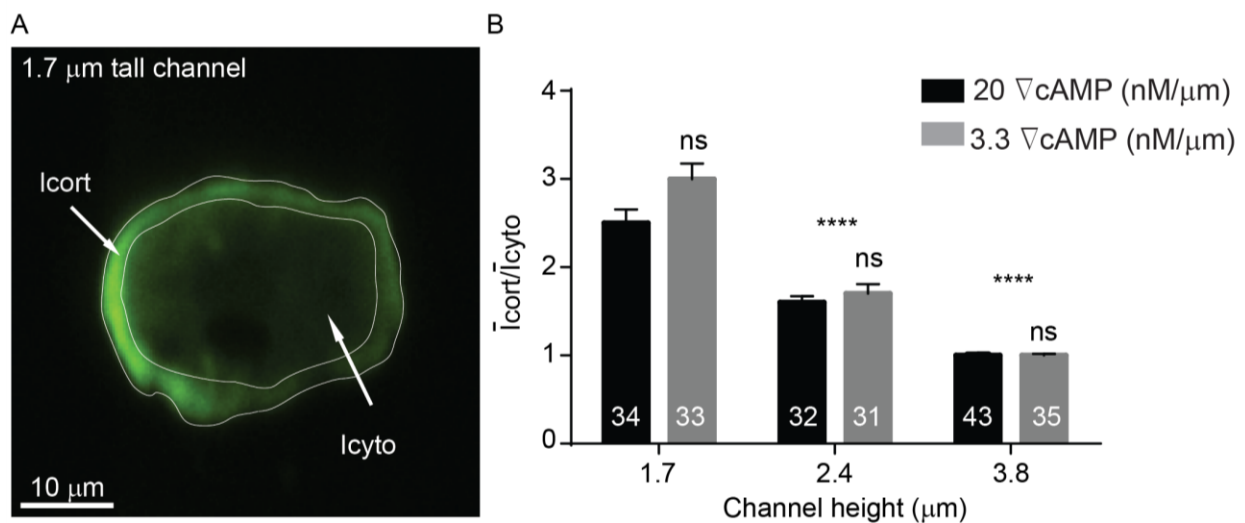 A
1.7 μm tall channel
Icort
Icyto
10 μm
B
20 ∇cAMP (nM/μm)
3.3 ∇cAMP (nM/μm)
Īcort/Īcyto
4
3
2
1
0
ns
****
ns
****
ns
34
33
32
31
43
35
1.7
2.4
3.8
Channel height (μm)